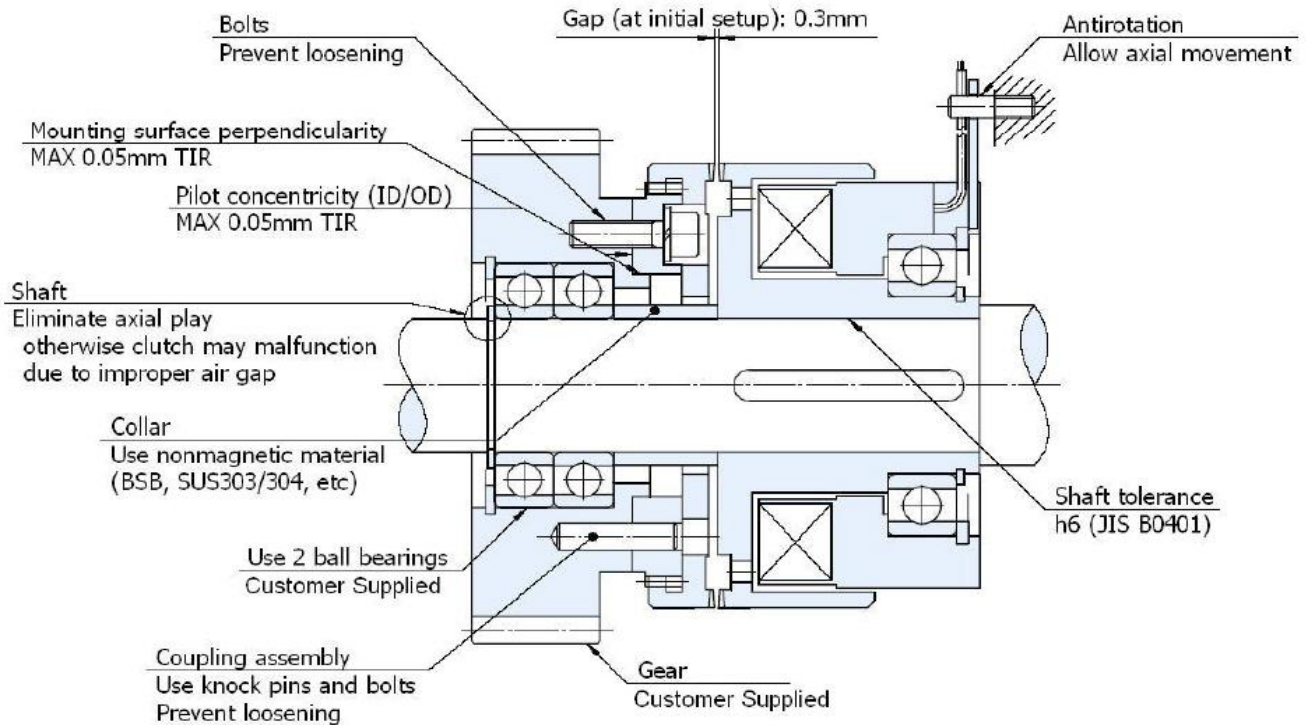 Bolts
Prevent loosening
Gap (at initial setup): 0.3mm
Antirotation
Allow axial movement
Mounting surface perpendicularity
MAX 0.05mm TIR
Pilot concentricity (ID/OD)
MAX 0.05mm TIR
Shaft
Eliminate axial play
otherwise clutch may malfunction
due to improper air gap
Collar
Use nonmagnetic material
(BSB, SUS303/304, etc)
Shaft tolerance
h6 (JIS B0401)
Use 2 ball bearings
Customer Supplied
Coupling assembly
Use knock pins and bolts
Prevent loosening
Gear
Customer Supplied